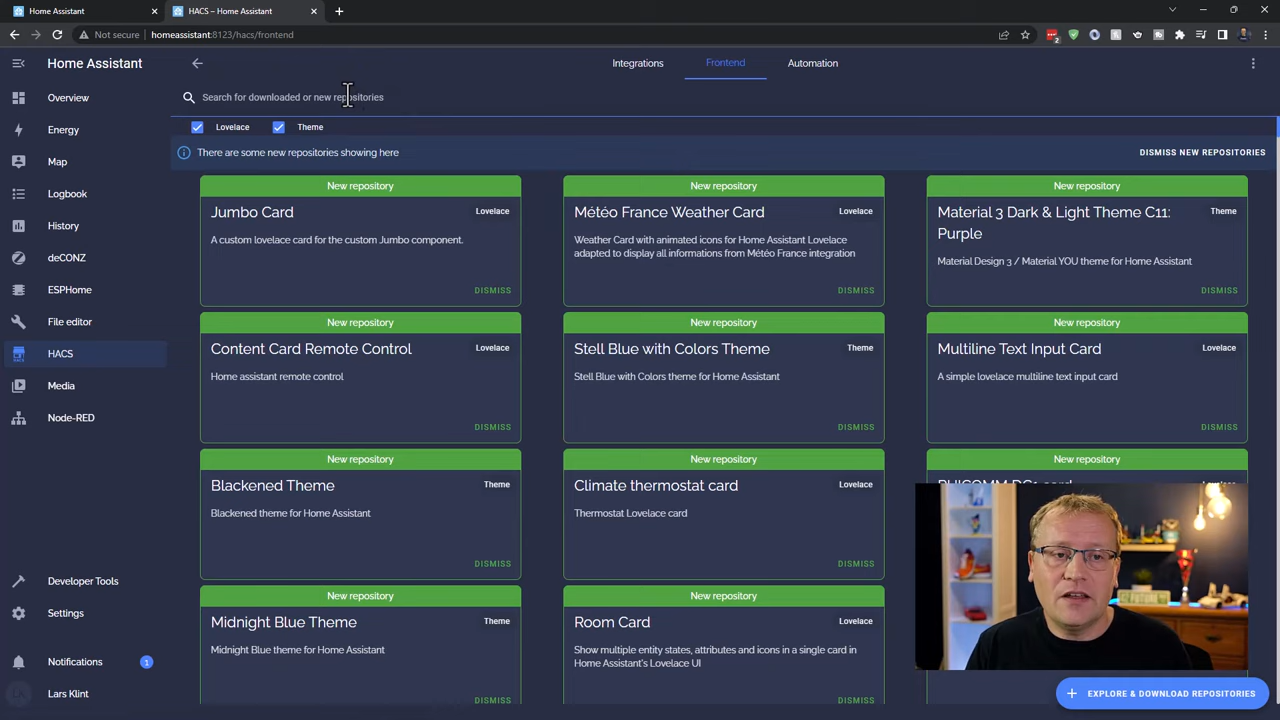 Home Assistant
HACS – Home Assistant
Not secure
homeassistant:8123/hacs/frontend
2
Home Assistant
Overview
Energy
Map
Logbook
History
deCONZ
ESPHome
File editor
HACS
Media
Node-RED
Developer Tools
Settings
Notifications
1
Lars Klint
Integrations
Frontend
Automation
Search for downloaded or new repositories
Lovelace
Theme
There are some new repositories showing here
DISMISS NEW REPOSITORIES
New repository
Jumbo Card
Lovelace
A custom lovelace card for the custom Jumbo component.
DISMISS
New repository
Météo France Weather Card
Lovelace
Weather Card with animated icons for Home Assistant Lovelace
adapted to display all informations from Météo France integration
DISMISS
New repository
Material 3 Dark & Light Theme C11:
Purple
Theme
Material Design 3 / Material YOU theme for Home Assistant
DISMISS
New repository
Content Card Remote Control
Lovelace
Home assistant remote control
DISMISS
New repository
Stell Blue with Colors Theme
Theme
Stell Blue with Colors theme for Home Assistant
DISMISS
New repository
Multiline Text Input Card
Lovelace
A simple lovelace multiline text input card
DISMISS
New repository
Blackened Theme
Theme
Blackened theme for Home Assistant
DISMISS
New repository
Climate thermostat card
Lovelace
Thermostat Lovelace card
DISMISS
New repository
New repository
Midnight Blue Theme
Theme
Midnight Blue theme for Home Assistant
DISMISS
New repository
Room Card
Lovelace
Show multiple entity states, attributes and icons in a single card in
Home Assistant's Lovelace UI
DISMISS
EXPLORE & DOWNLOAD REPOSITORIES